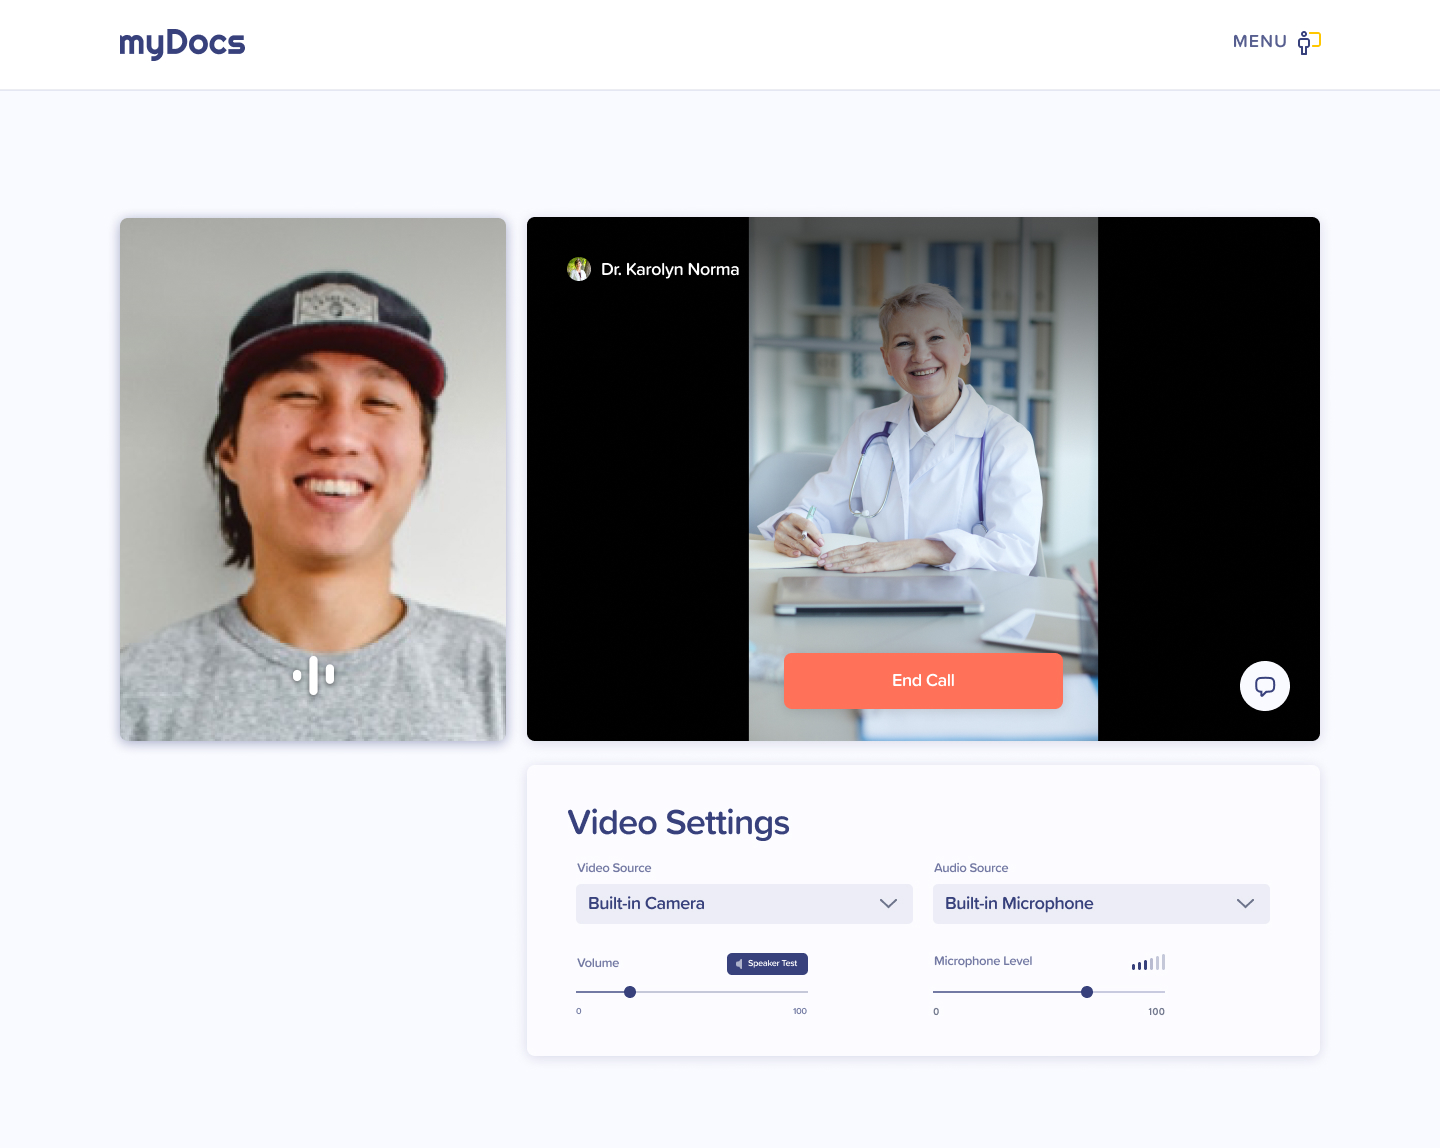 myDocs
MENU
Dr. Karolyn Norma
End Call
Video Settings
Video Source
Audio Source
Built-in Camera
Built-in Microphone
Volume
Speaker Test
Microphone Level
0
100
0
100